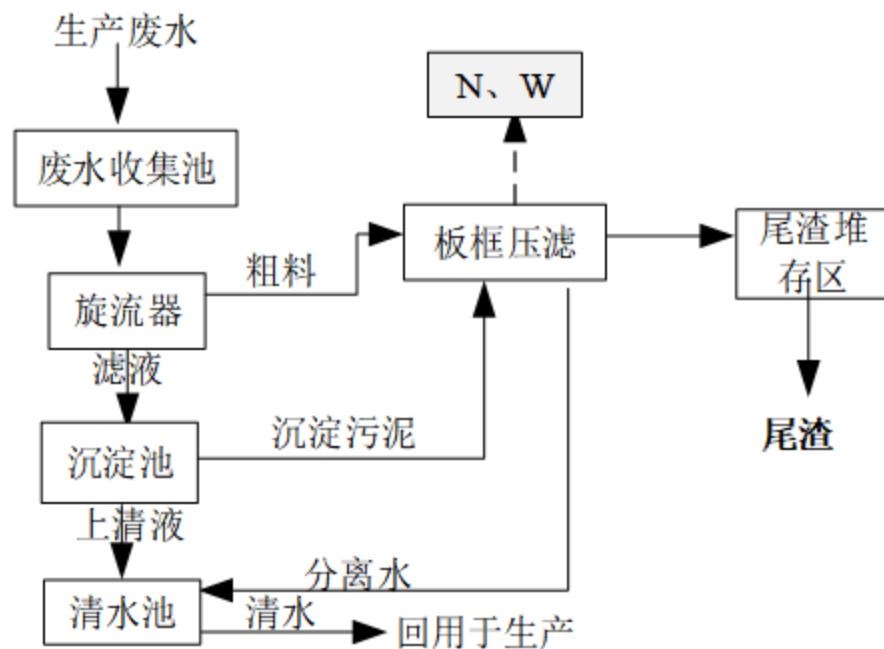 生产废水
N、W
废水收集池
板框压滤
尾渣堆
存区
粗料
旋流器
滤液
沉淀污泥
尾渣
沉淀池
上清液
分离水
清水池
清水
回用于生产